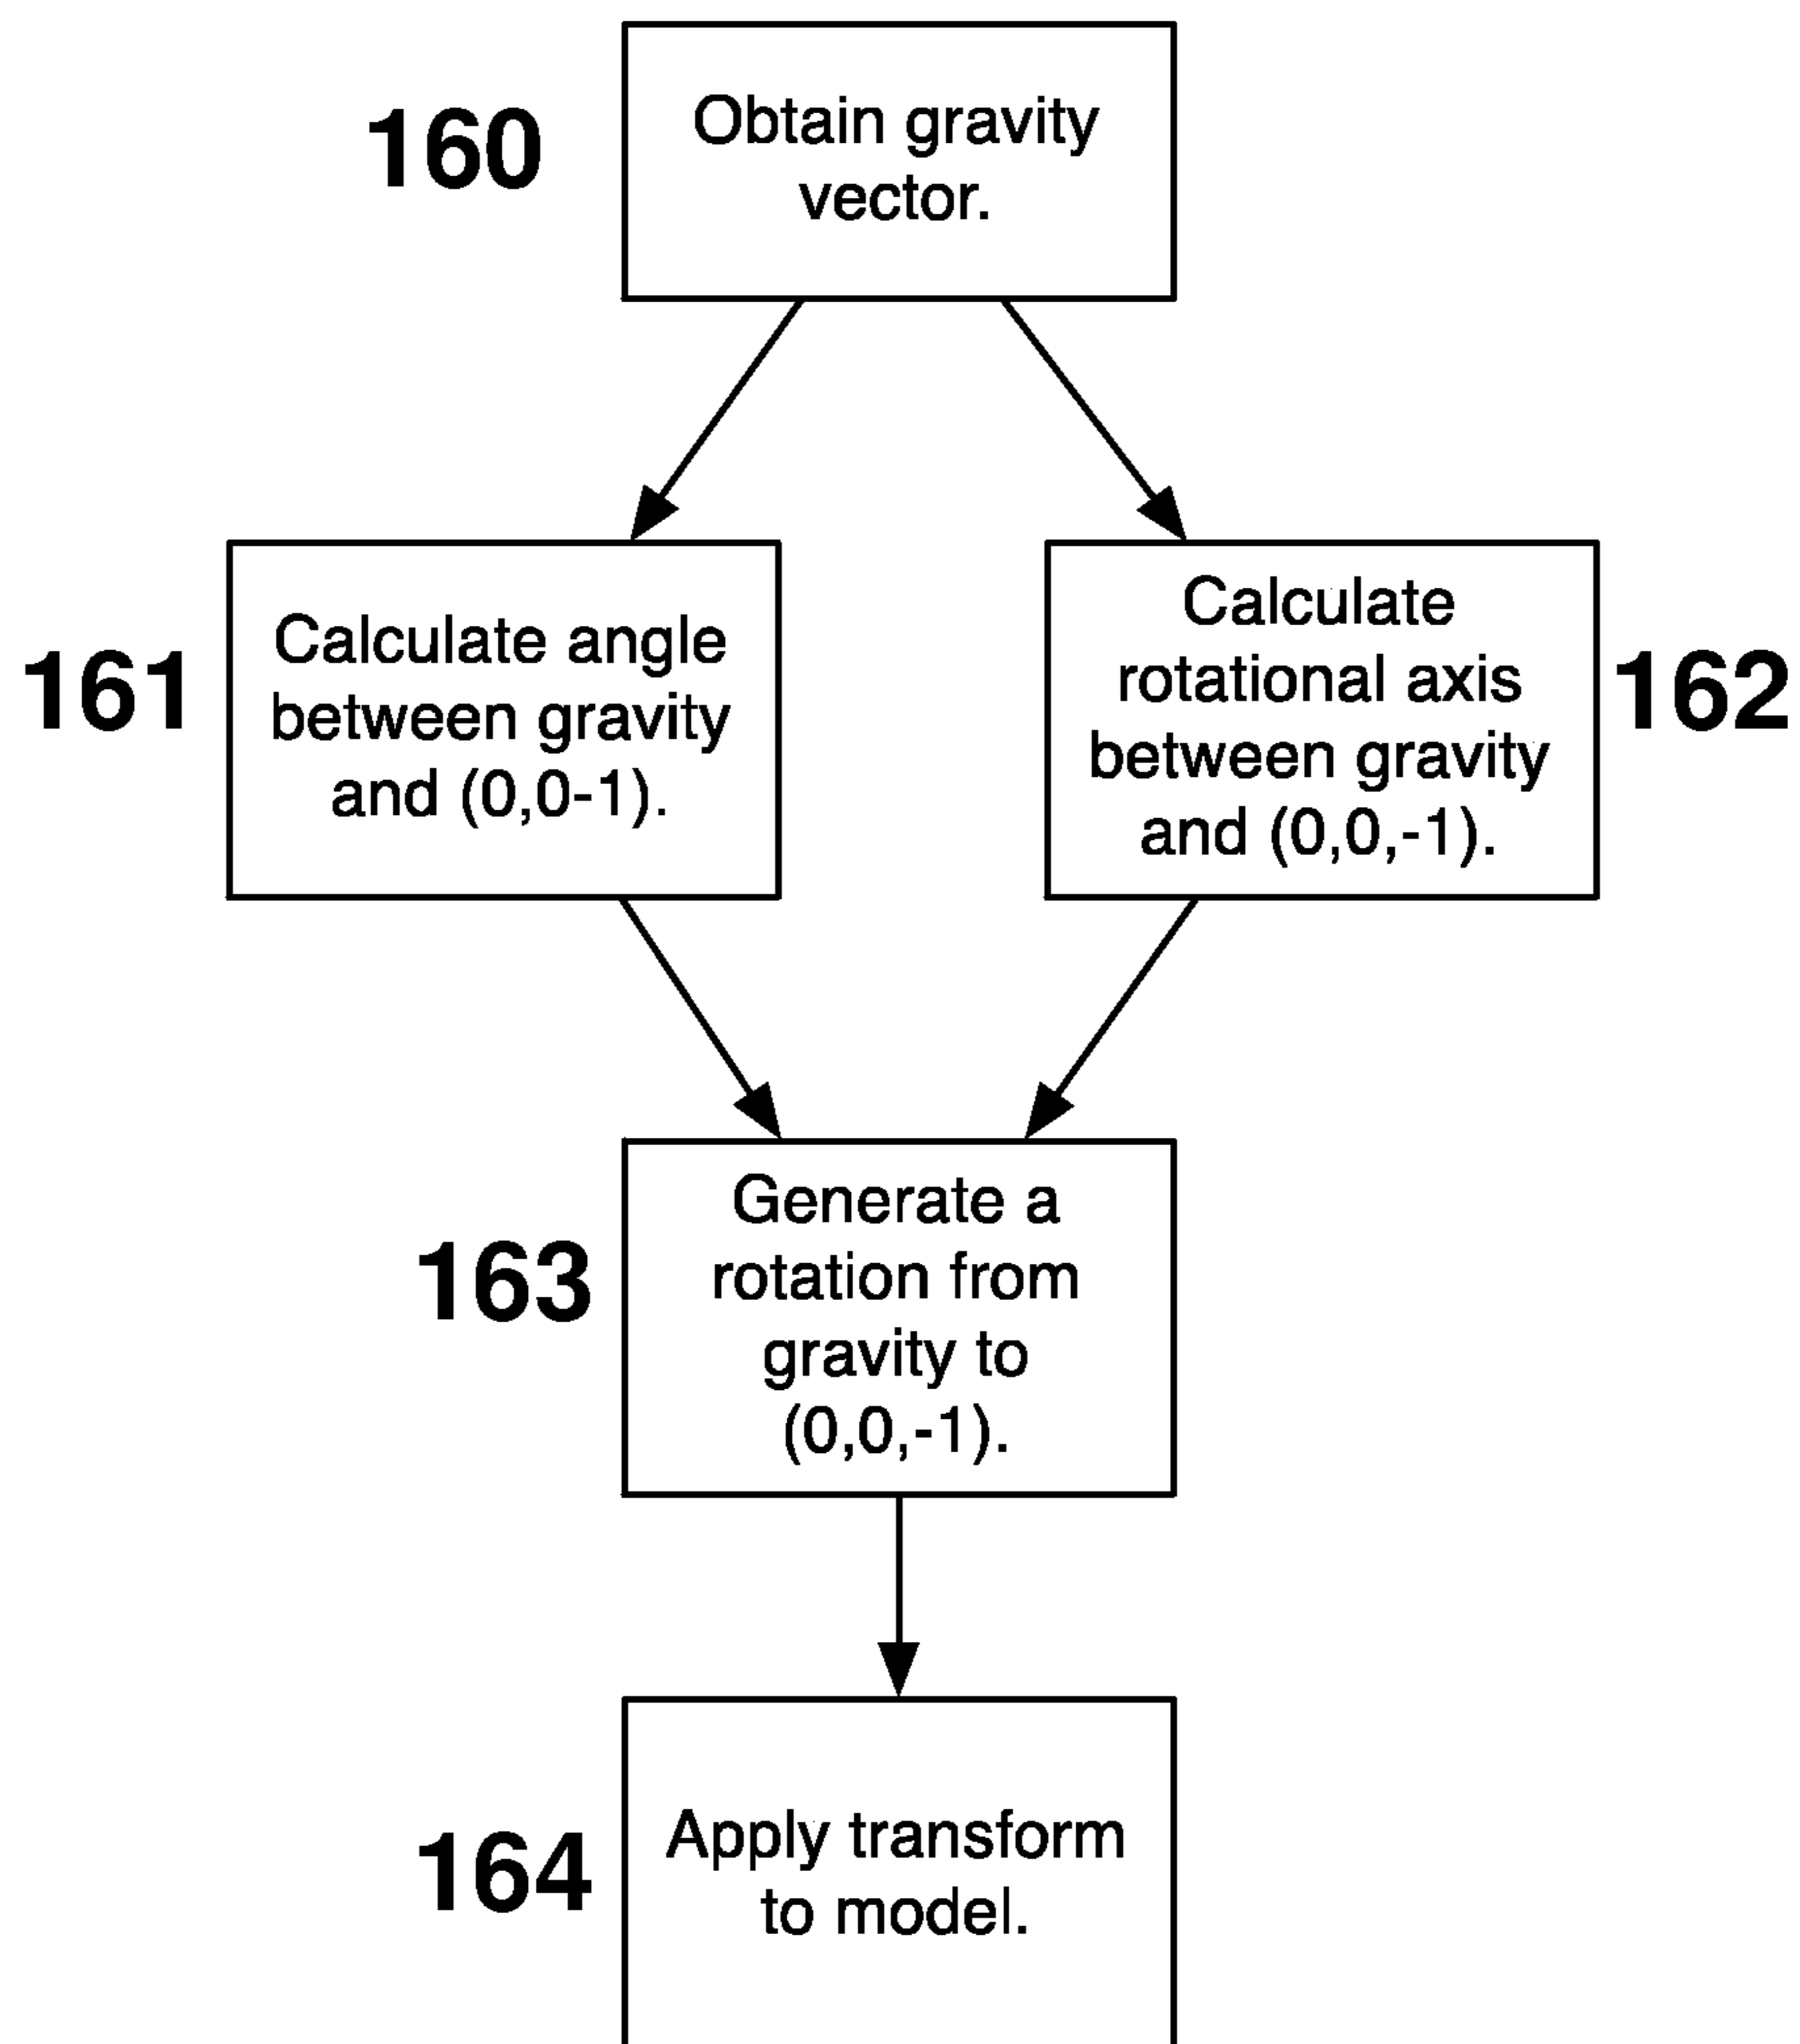 160
Obtain gravity
vector.
161
Calculate angle
between gravity
and (0,0-1).
Calculate
rotational axis
between gravity
and (0,0,-1).
162
163
Generate a
rotation from
gravity to
(0,0,-1).
164
Apply transform
to model.